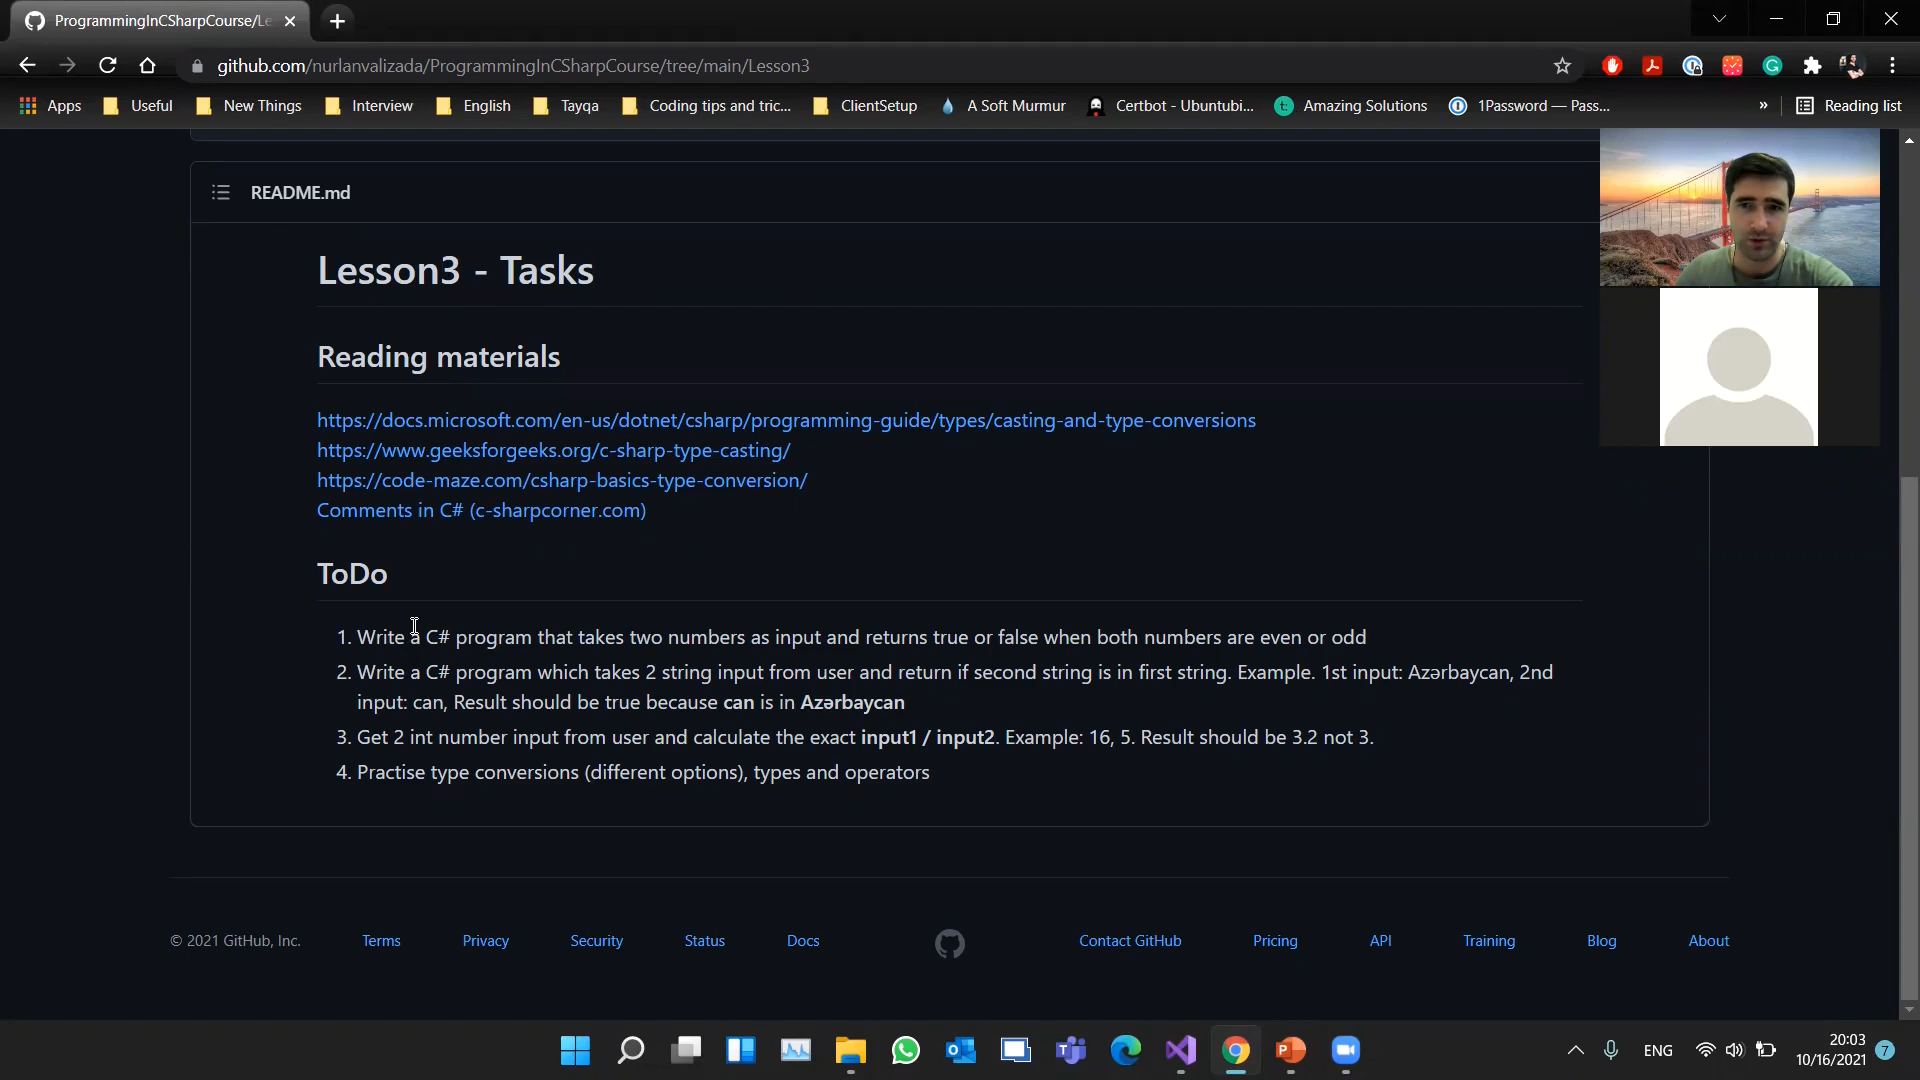 ProgrammingInCSharpCourse/Le
github.com/nurlanvalizada/ProgrammingInCSharpCourse/tree/main/Lesson3
Apps Useful New Things Interview English Tayqa Coding tips and tric... ClientSetup A Soft Murmur Certbot - Ubuntubi... Amazing Solutions 1Password — Pass... » Reading list
README.md
Lesson3 - Tasks
Reading materials
https://docs.microsoft.com/en-us/dotnet/csharp/programming-guide/types/casting-and-type-conversions
https://www.geeksforgeeks.org/c-sharp-type-casting/
https://code-maze.com/csharp-basics-type-conversion/
Comments in C# (c-sharpcorner.com)
ToDo
1. Write a C# program that takes two numbers as input and returns true or false when both numbers are even or odd
2. Write a C# program which takes 2 string input from user and return if second string is in first string. Example. 1st input: Azərbaycan, 2nd
input: can, Result should be true because can is in Azərbaycan
3. Get 2 int number input from user and calculate the exact input1 / input2. Example: 16, 5. Result should be 3.2 not 3.
4. Practise type conversions (different options), types and operators
© 2021 GitHub, Inc. Terms Privacy Security Status Docs Contact GitHub Pricing API Training Blog About
ENG
20:03
10/16/2021
7